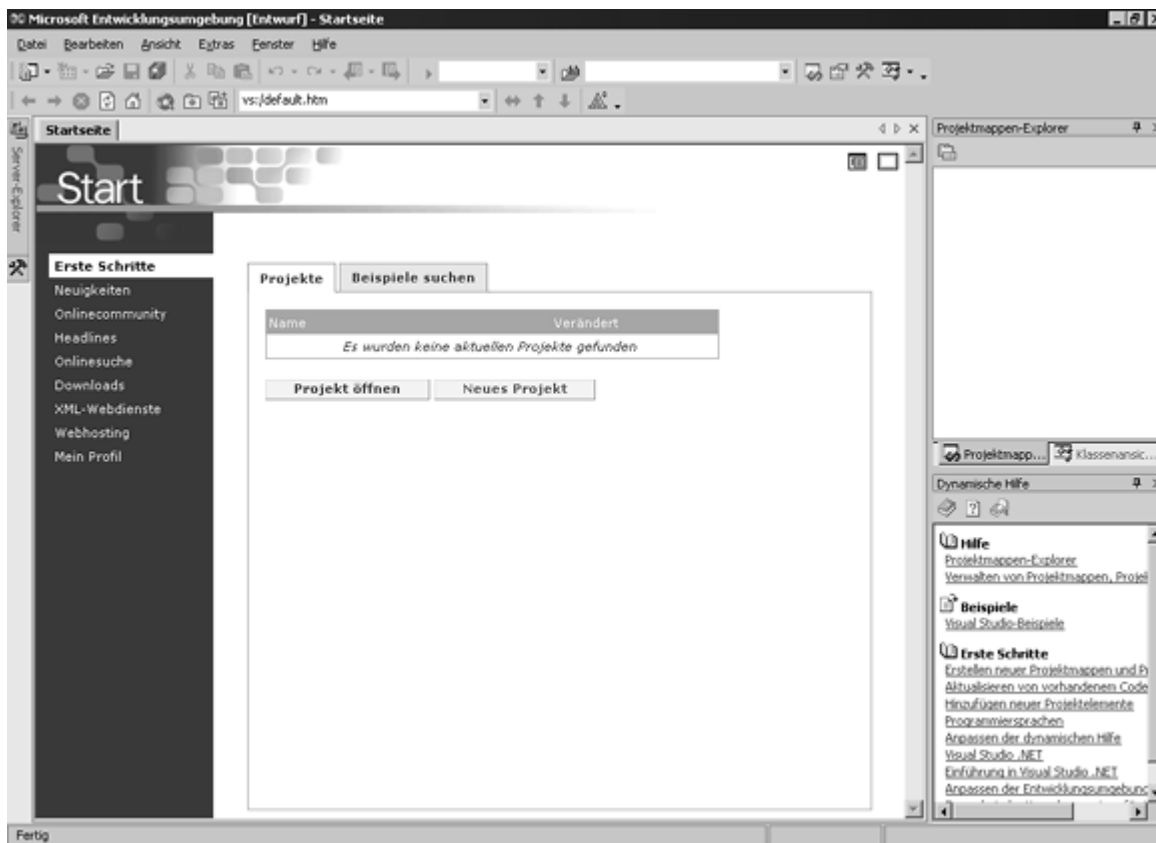 Microsoft Entwicklungsumgebung [Entwurf] - Startseite
Datei Bearbeiten Ansicht Extras Fenster Hilfe
vs:/default.htm
Startseite
Projektmappen-Explorer
Server-Explorer
Start
Erste Schritte
Neuigkeiten
Onlinecommunity
Headlines
Onlinesuche
Downloads
XML-Webdienste
Webhosting
Mein Profil
Projekte
Beispiele suchen
Name Verändert
Es wurden keine aktuellen Projekte gefunden
Projekt öffnen
Neues Projekt
Projektmapp... Klassenansic...
Dynamische Hilfe
Hilfe
Projektmappen-Explorer
Verwalten von Projektmappen, Projek
Beispiele
Visual Studio-Beispiele
Erste Schritte
Erstellen neuer Projektmappen und Pr
Aktualisieren von vorhandenem Code
Hinzufügen neuer Projektelemente
Programmiersprachen
Anpassen der dynamischen Hilfe
Visual Studio .NET
Einführung in Visual Studio .NET
Anpassen der Entwicklungsumgebung
Fertig